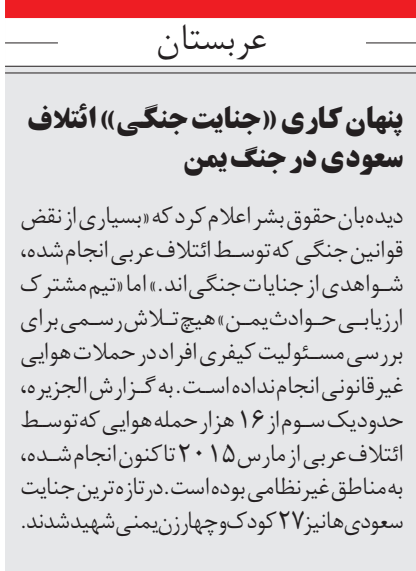 عربستان
پنهان کاری «جنایت جنگی» ائتلاف
سعودی در جنگ یمن
دیده‌بان حقوق بشر اعلام کرد که «بسیاری از نقض
قوانین جنگی که توسط ائتلاف عربی انجام شده،
شواهدی از جنایات جنگی‌اند.» اما «تیم مشترک
ارزیابی حوادث یمن» هیچ تلاش رسمی برای
بررسی مسئولیت کیفری افراد در حملات هوایی
غیرقانونی انجام نداده است. به گزارش الجزیره،
حدود یک سوم از ۱۶ هزار حمله هوایی که توسط
ائتلاف عربی از مارس ۲۰۱۵ تاکنون انجام شده،
به مناطق غیرنظامی بوده است. در تازه‌ترین جنایت
سعودی‌ها نیز ۲۷ کودک و چهار زن یمنی شهید شدند.